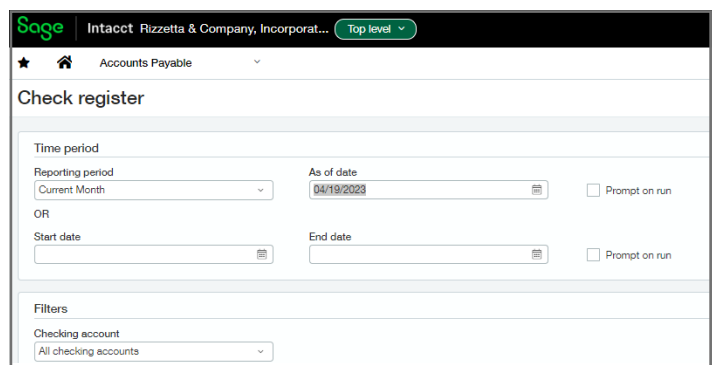 Sage Intacct Rizzetta & Company, Incorporat... Top level
Accounts Payable
Check register
Time period
Reporting period As of date
Current Month 04/19/2023 Prompt on run
OR
Start date End date
Prompt on run
Filters
Checking account
All checking accounts